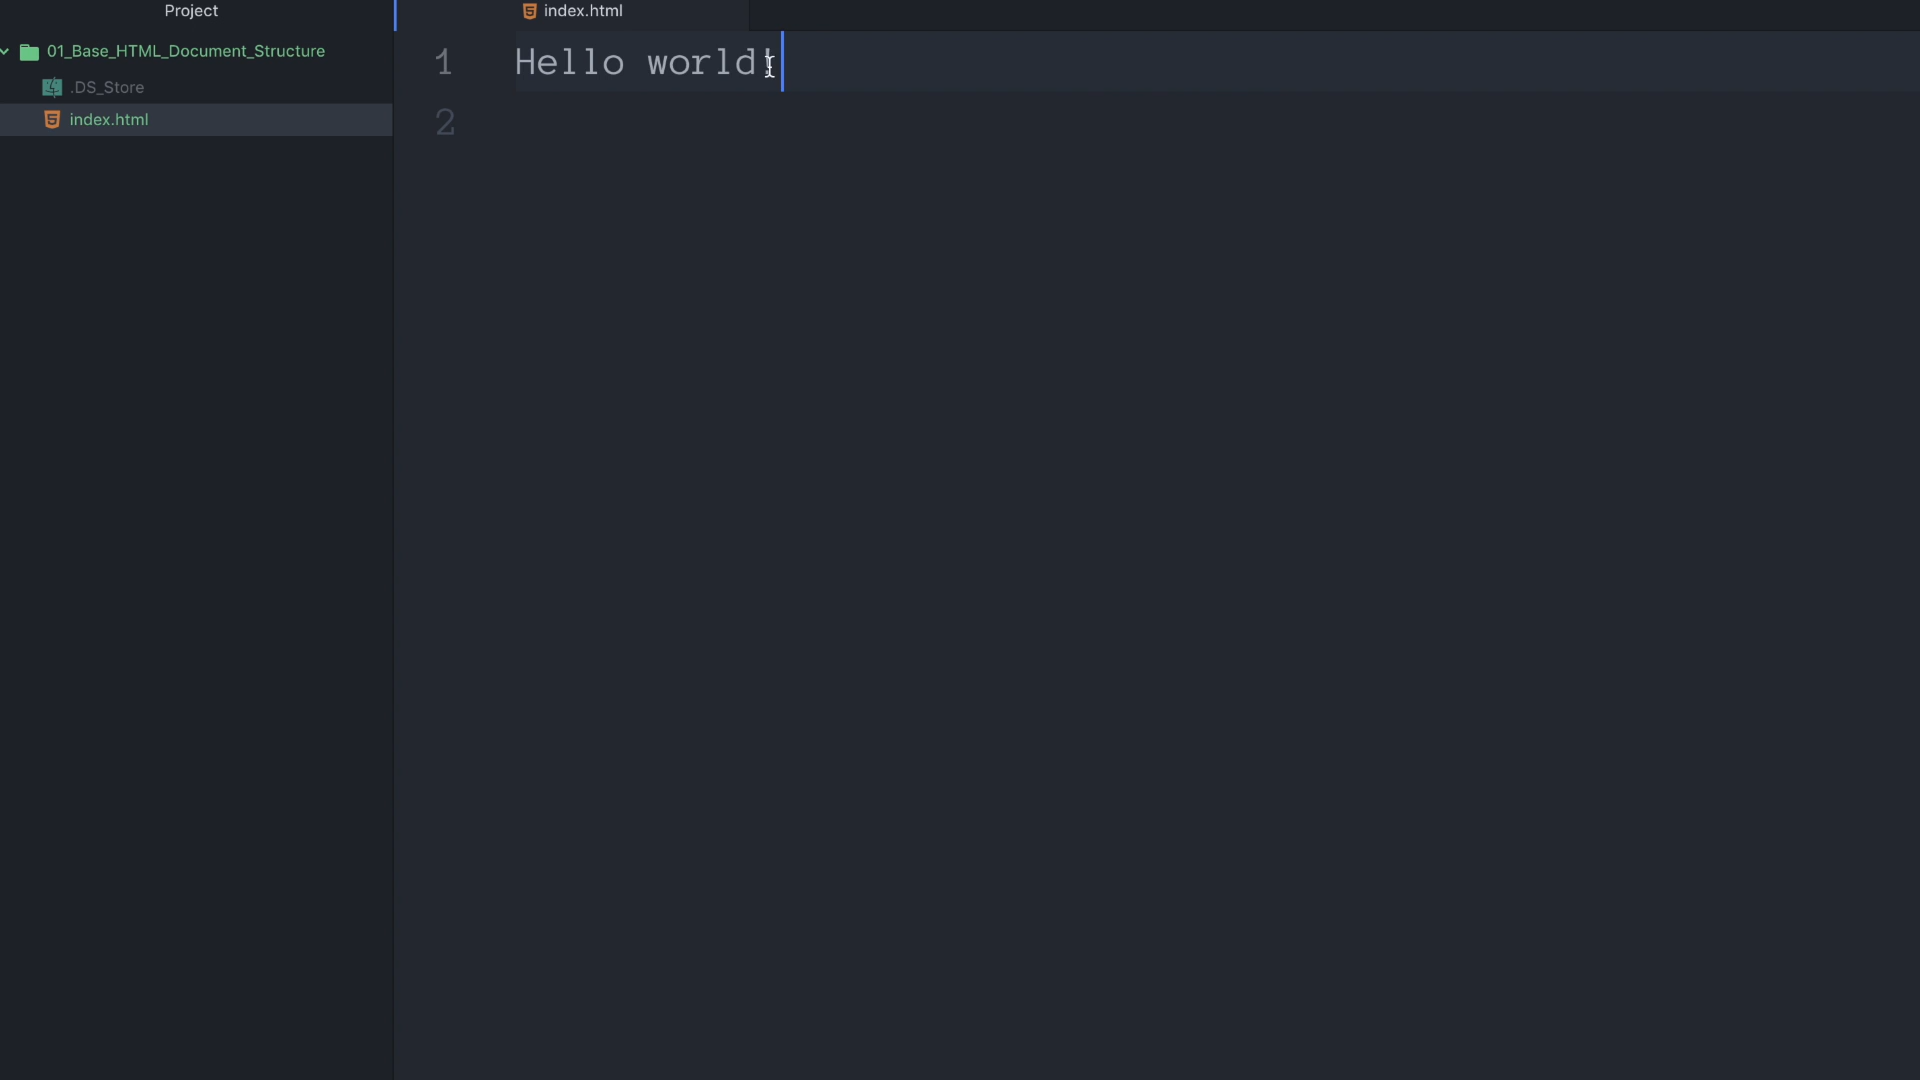 Project
01_Base_HTML_Document_Structure
.DS_Store
index.html
index.html
1 Hello world!
2